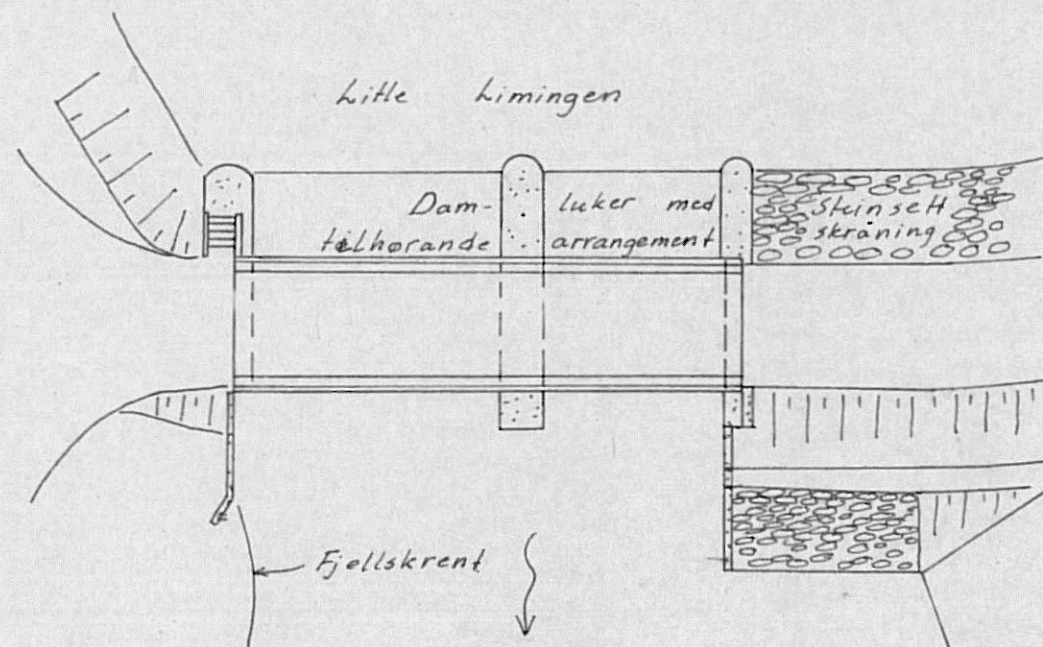 Litle Limingen
Dam- luker med
tilhørande arrangement
Steinsett
skråning
Fjellskrent